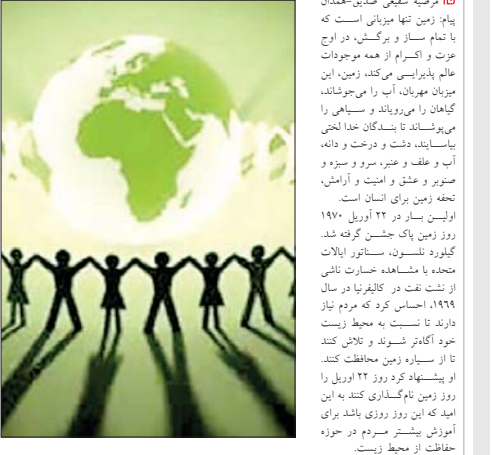 مرضیه شفیعی صدیق-همدان
پیام: زمین تنها میزبانی است که
با تمام ساز و برگش، در اوج
عزت و اکرام از همه موجودات
عالم پذیرایی می‌کند، زمین، این
میزبان مهربان، آب را می‌جوشاند،
گیاهان را می‌رویاند و سیاهی را
می‌پوشاند تا بندگان خدا لختی
بیاسایند، دشت و درخت و دانه،
آب و علف و عنبر، سرو و سبزه و
صنوبر و عشق و امنیت و آرامش،
تحفه زمین برای انسان است.
اولین بار در ۲۲ آوریل ۱۹۷۰
روز زمین پاک جشن گرفته شد.
گیلورد نلسون، سناتور ایالات
متحده با مشاهده خسارت ناشی
از نشت نفت در کالیفرنیا در سال
۱۹۶۹، احساس کرد که مردم نیاز
دارند تا نسبت به محیط زیست
خود آگاه‌تر شوند و تلاش کنند
تا از سیاره زمین محافظت کنند.
او پیشنهاد کرد روز ۲۲ اوریل را
روز زمین نام‌گذاری کنند به این
امید که این روز روزی باشد برای
آموزش بیشتر مردم در حوزه
حفاظت از محیط زیست.